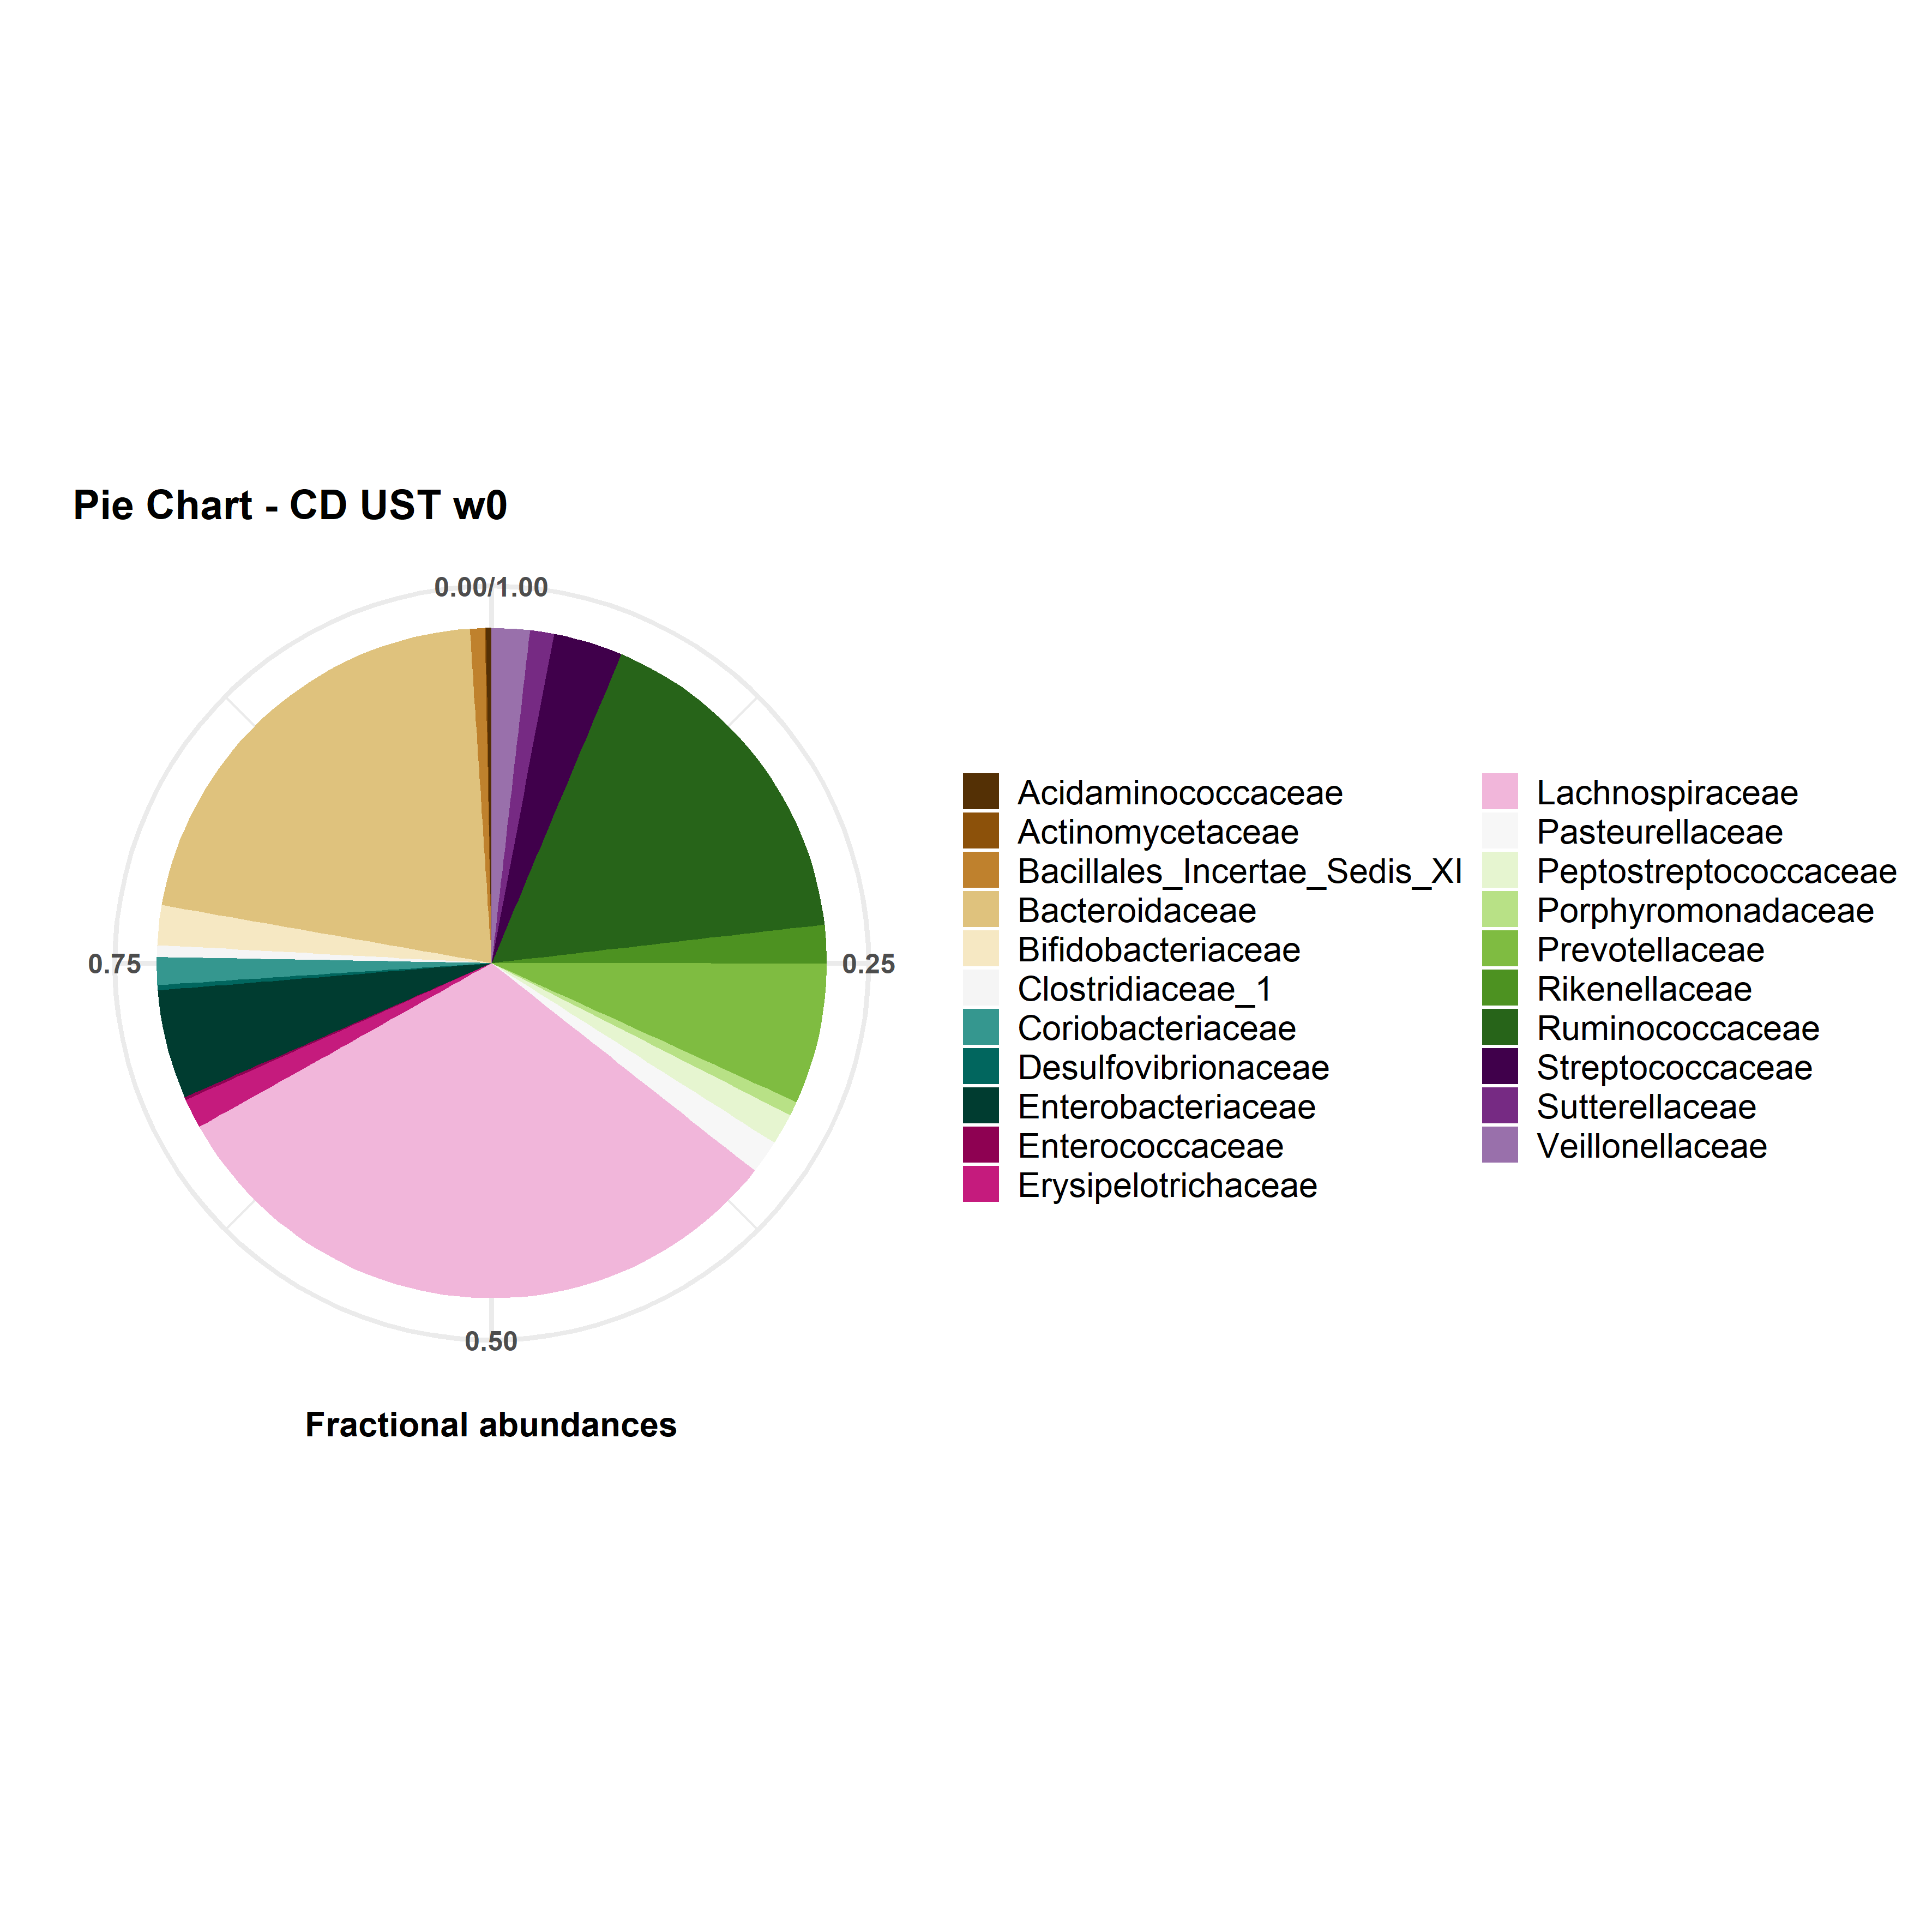 Pie Chart - CD UST w0
0.00/1.00
0.75
0.25
0.50
Fractional abundances
Acidaminococcaceae
Actinomycetaceae
Bacillales_Incertae_Sedis_XI
Bacteroidaceae
Bifidobacteriaceae
Clostridiaceae_1
Coriobacteriaceae
Desulfovibrionaceae
Enterobacteriaceae
Enterococcaceae
Erysipelotrichaceae
Lachnospiraceae
Pasteurellaceae
Peptostreptococcaceae
Porphyromonadaceae
Prevotellaceae
Rikenellaceae
Ruminococcaceae
Streptococcaceae
Sutterellaceae
Veillonellaceae